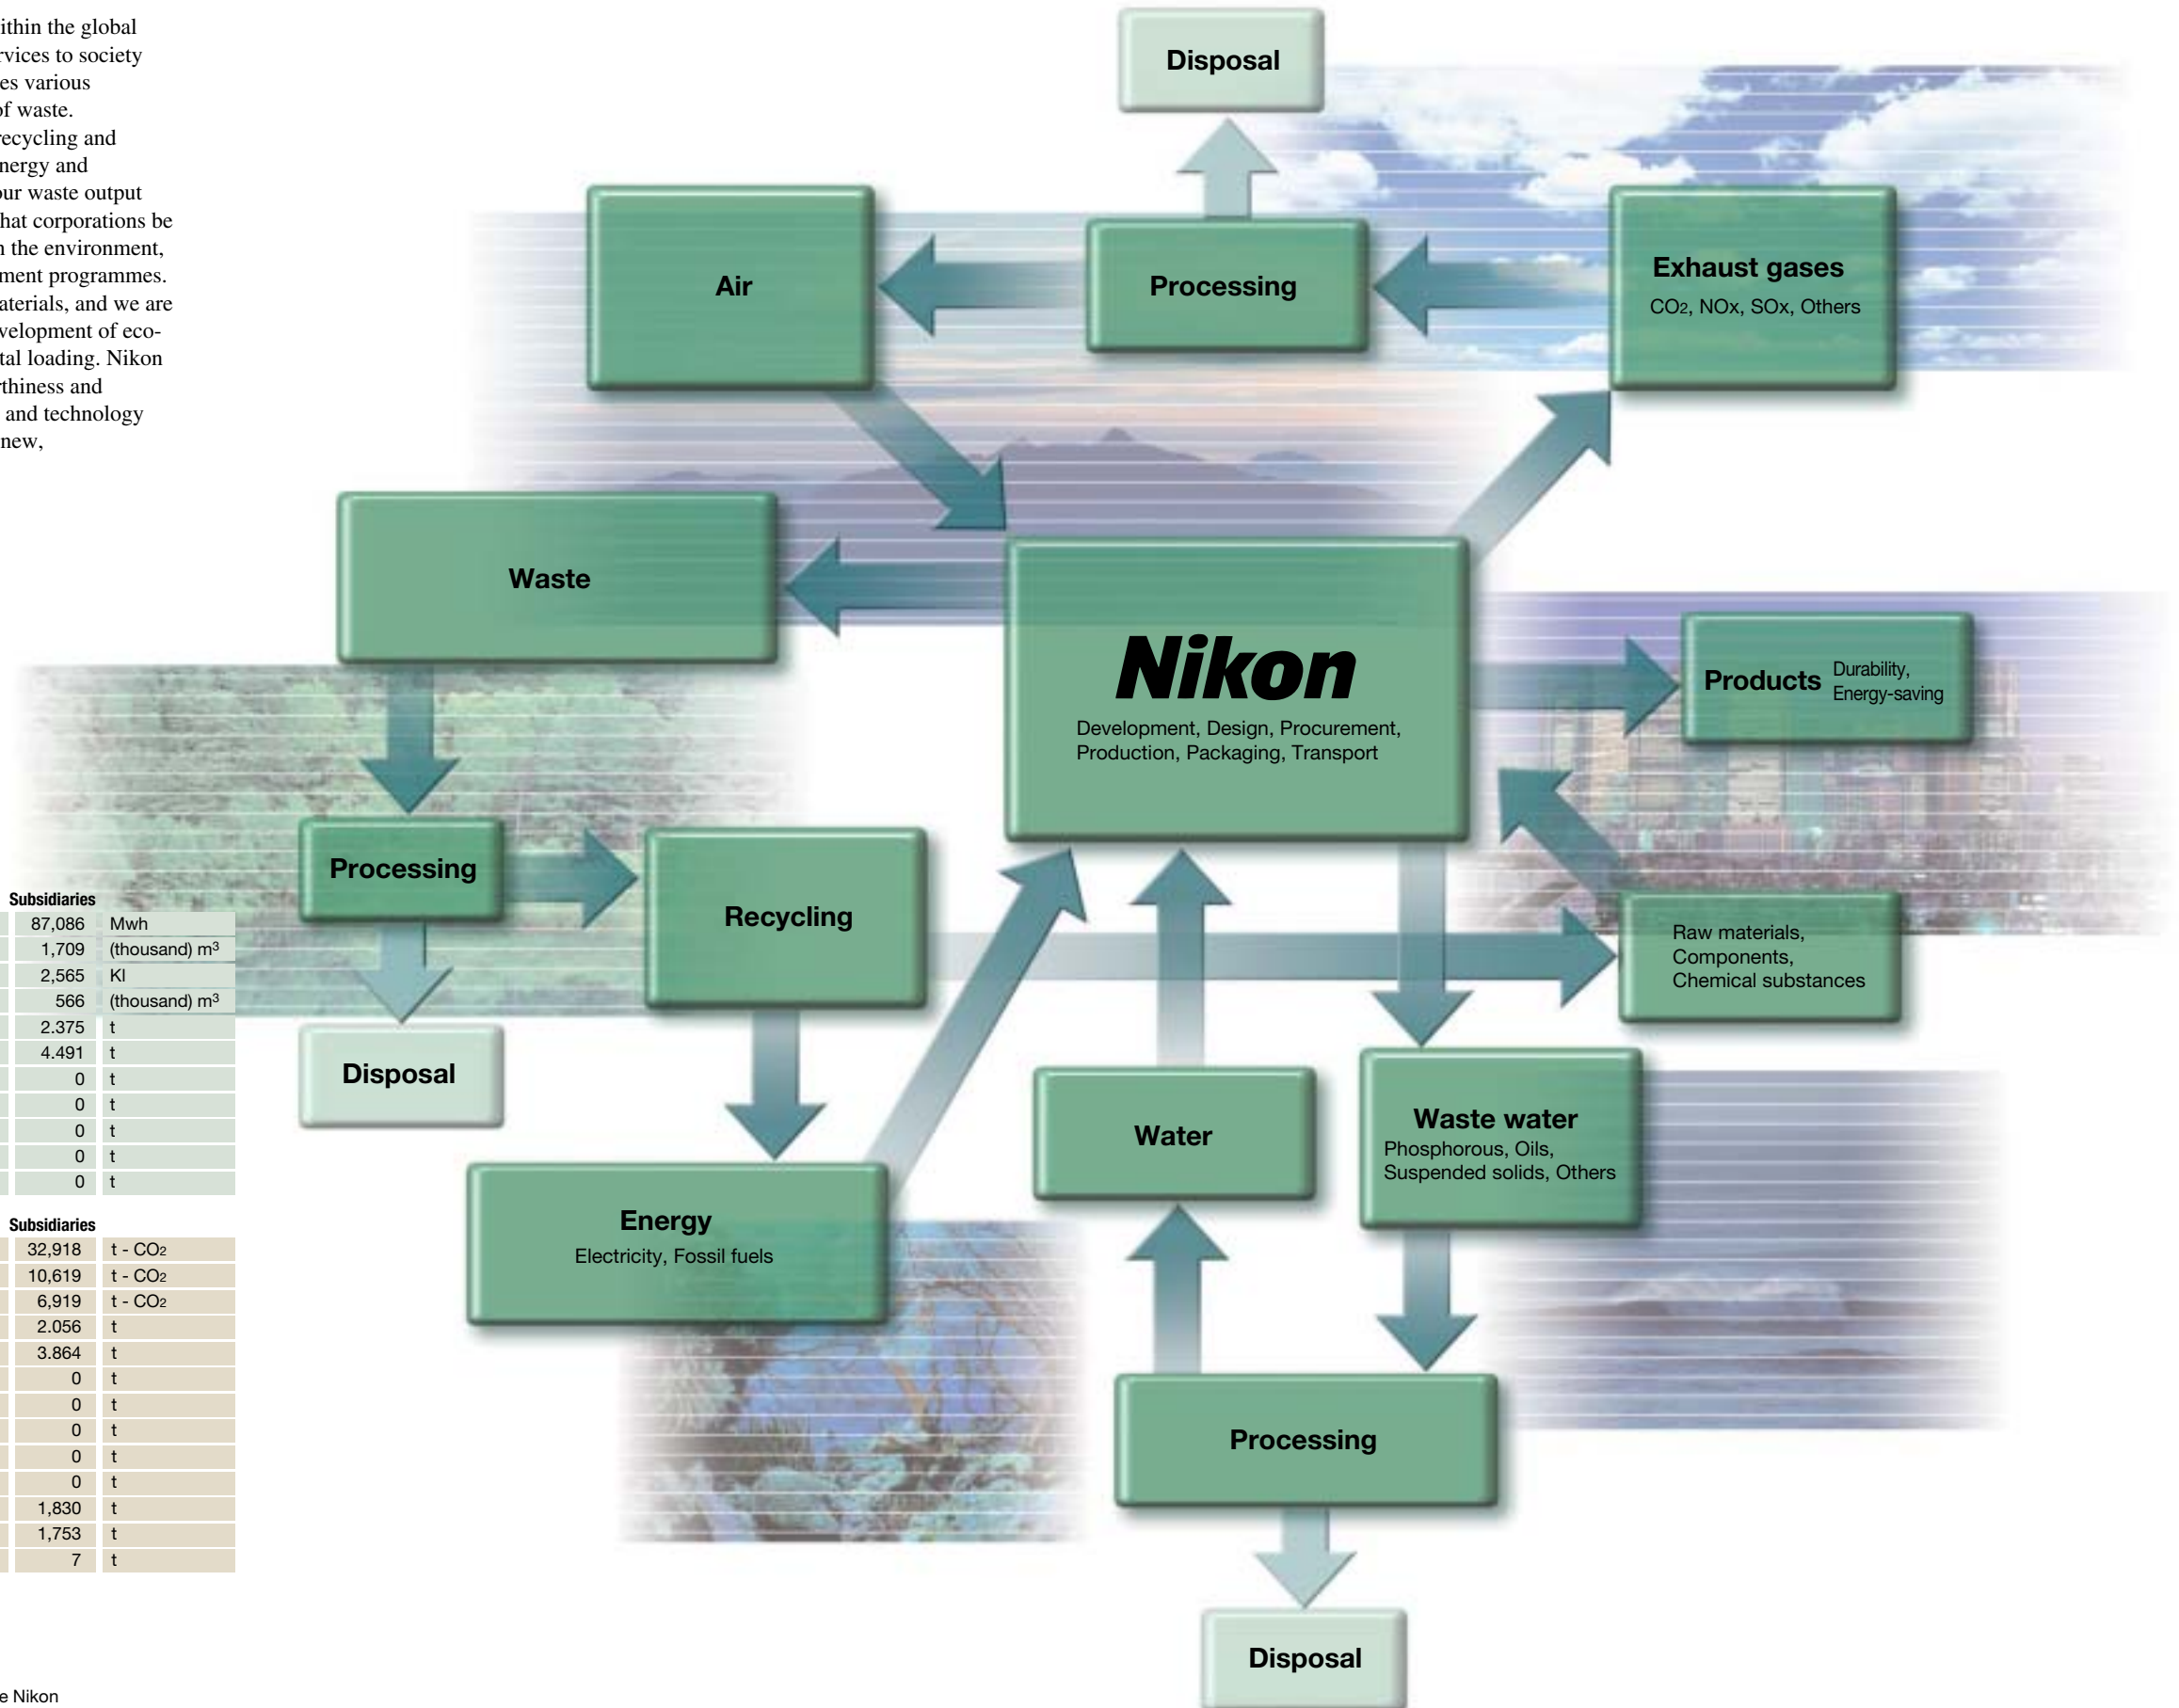 ithin the global
rvices to society
es various
of waste.
recycling and
nergy and
our waste output
hat corporations be
n the environment,
ment programmes.
aterials, and we are
velopment of eco-
tal loading. Nikon
rthiness and
and technology
new,
Disposal
Air
Processing
Exhaust gases
CO2, NOx, SOx, Others
Waste
Nikon
Development, Design, Procurement,
Production, Packaging, Transport
Products
Durability,
Energy-saving
Processing
Recycling
Raw materials,
Components,
Chemical substances
Disposal
Water
Waste water
Phosphorous, Oils,
Suspended solids, Others
Energy
Electricity, Fossil fuels
Processing
Disposal
Subsidiaries
87,086 Mwh
1,709 (thousand) m³
2,565 Kl
566 (thousand) m³
2.375 t
4.491 t
0 t
0 t
0 t
0 t
0 t
Subsidiaries
32,918 t - CO2
10,619 t - CO2
6,919 t - CO2
2.056 t
3.864 t
0 t
0 t
0 t
0 t
0 t
1,830 t
1,753 t
7 t
e Nikon